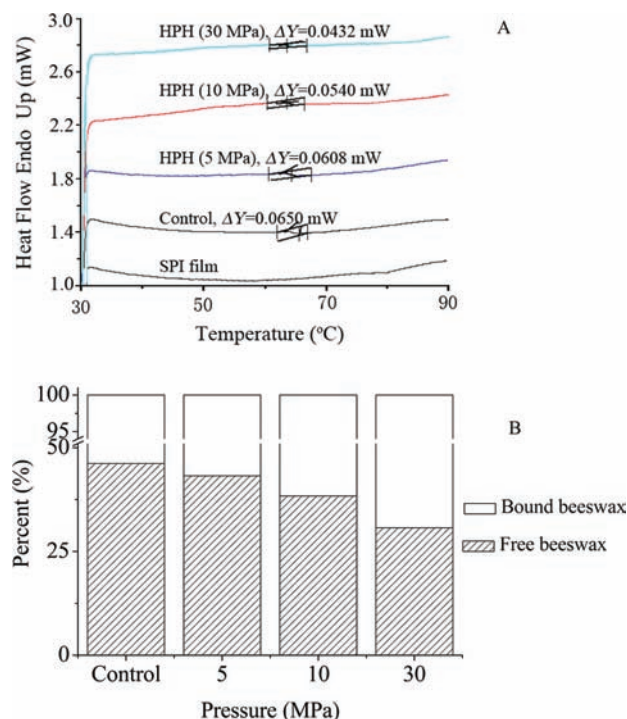 A
3.0
2.6
2.2
1.8
1.4
1.0
Heat Flow Endo Up (mW)
HPH (30 MPa), ΔY=0.0432 mW
HPH (10 MPa), ΔY=0.0540 mW
HPH (5 MPa), ΔY=0.0608 mW
Control, ΔY=0.0650 mW
SPI film
30 50 70 90
Temperature (°C)
B
100
95
50
25
0
Percent (%)
Bound beeswax
Free beeswax
Control 5 10 30
Pressure (MPa)